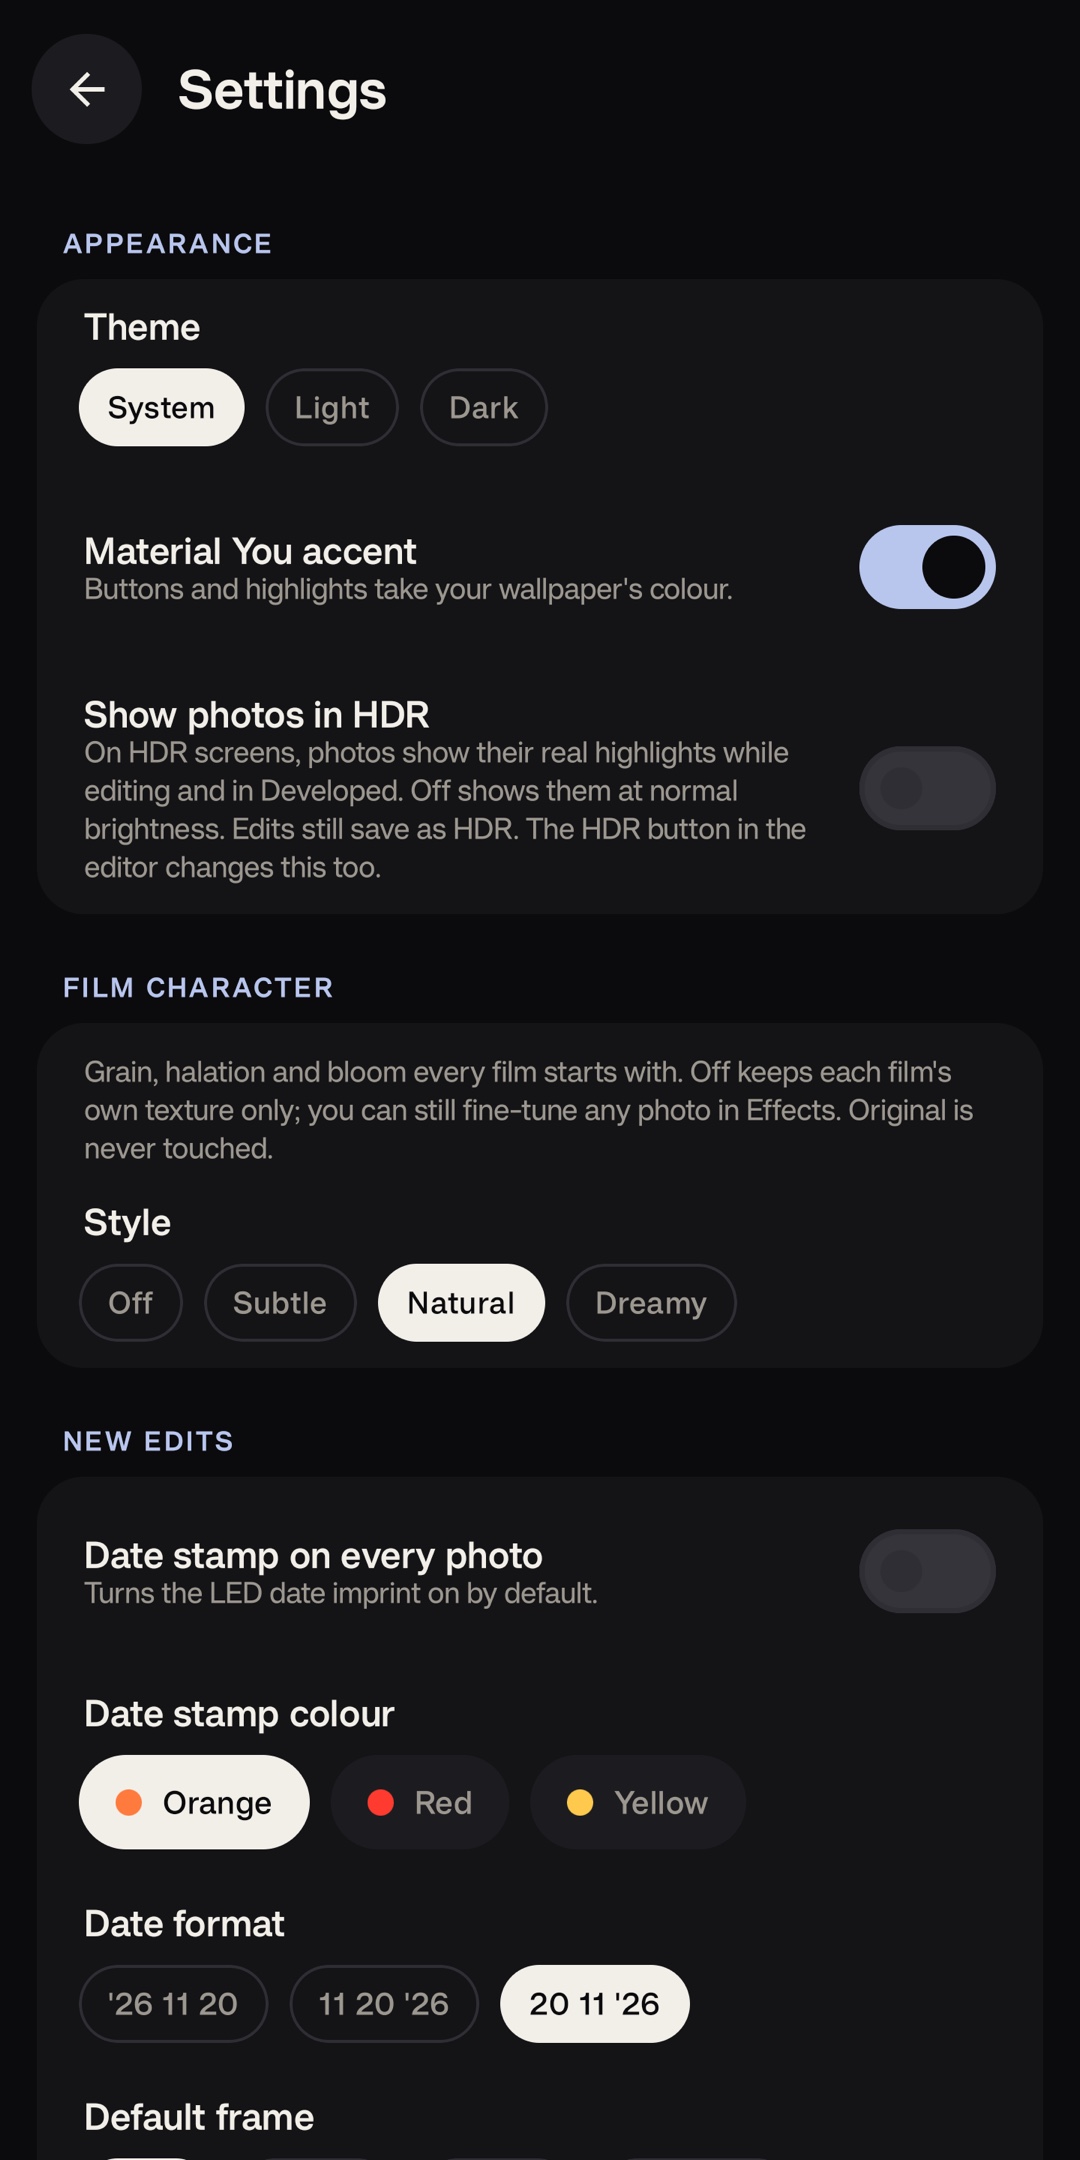 Settings
APPEARANCE
Theme
System Light Dark
Material You accent
Buttons and highlights take your wallpaper's colour.
Show photos in HDR
On HDR screens, photos show their real highlights while
editing and in Developed. Off shows them at normal
brightness. Edits still save as HDR. The HDR button in the
editor changes this too.
FILM CHARACTER
Grain, halation and bloom every film starts with. Off keeps each film's
own texture only; you can still fine-tune any photo in Effects. Original is
never touched.
Style
Off Subtle Natural Dreamy
NEW EDITS
Date stamp on every photo
Turns the LED date imprint on by default.
Date stamp colour
Orange Red Yellow
Date format
'26 11 20 11 20 '26 20 11 '26
Default frame